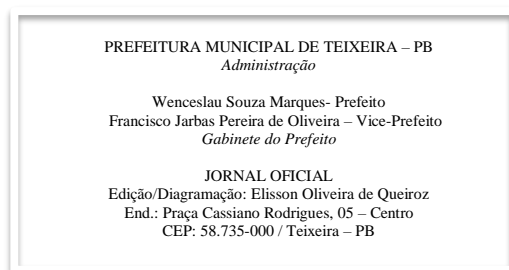 PREFEITURA MUNICIPAL DE TEIXEIRA – PB
Administração
Wenceslau Souza Marques- Prefeito
Francisco Jarbas Pereira de Oliveira – Vice-Prefeito
Gabinete do Prefeito
JORNAL OFICIAL
Edição/Diagramação: Elisson Oliveira de Queiroz
End.: Praça Cassiano Rodrigues, 05 – Centro
CEP: 58.735-000 / Teixeira – PB